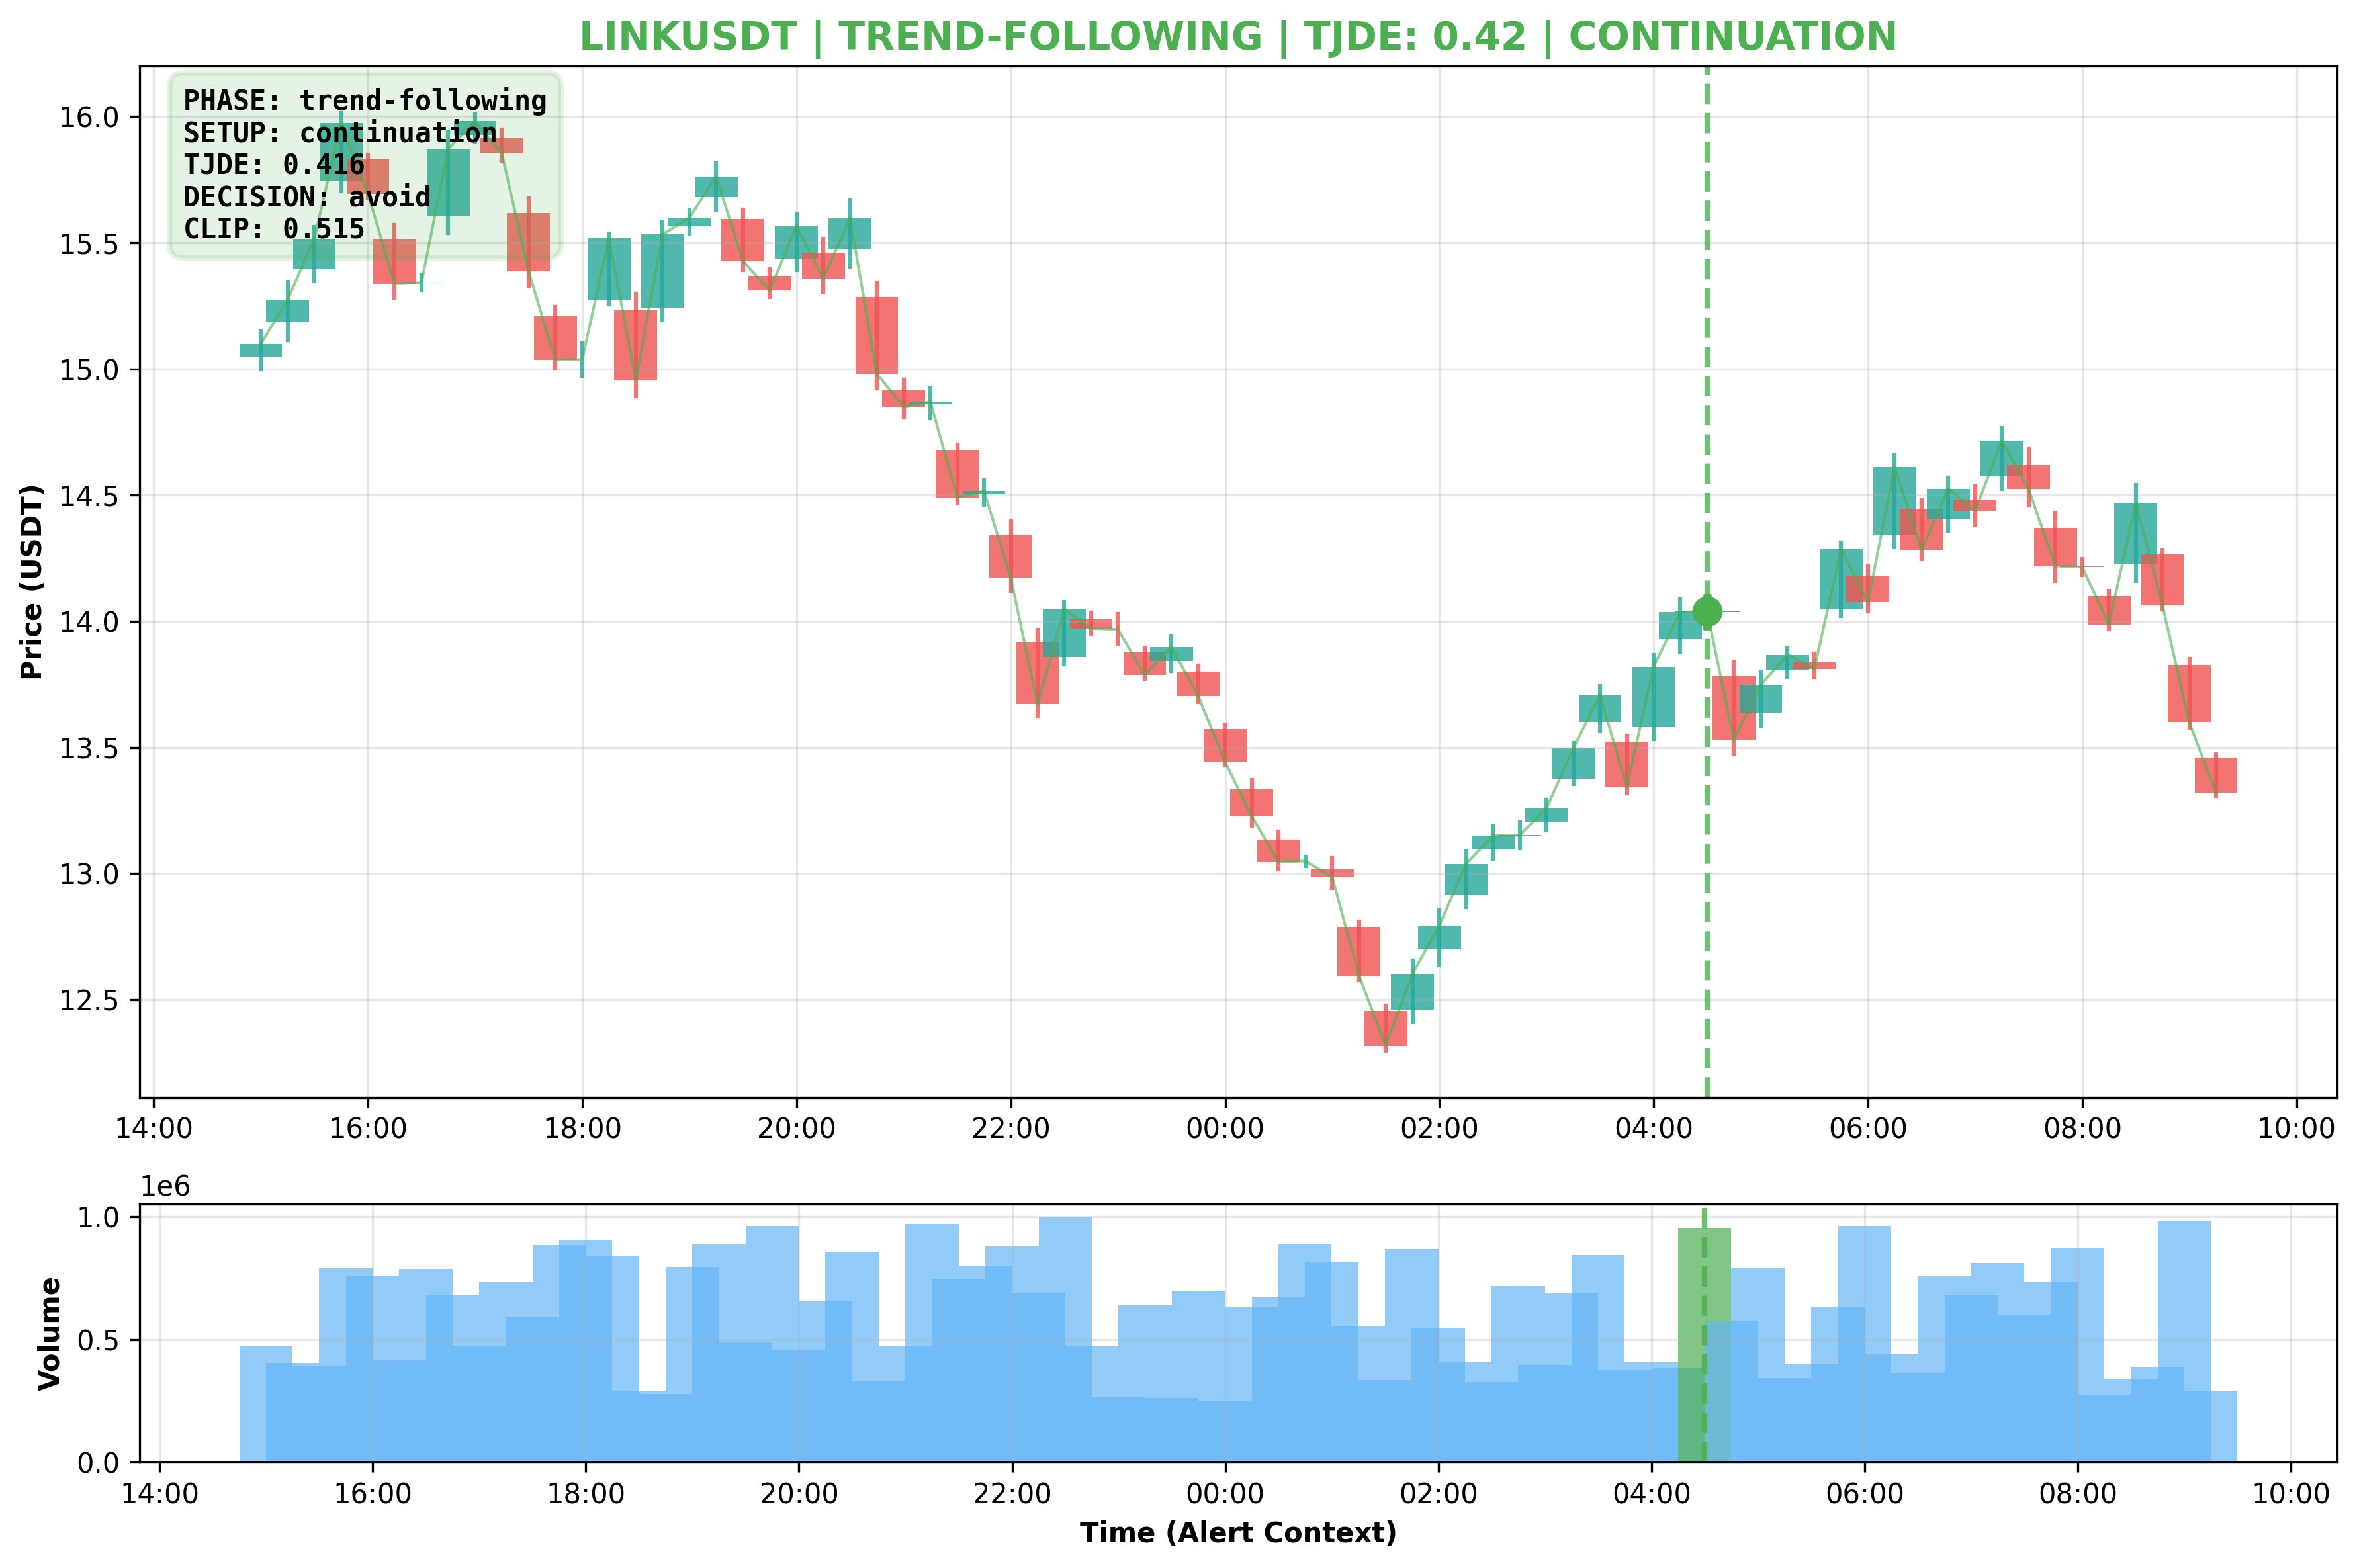 LINKUSDT | TREND-FOLLOWING | TJDE: 0.42 | CONTINUATION
PHASE: trend-following
SETUP: continuation
TJDE: 0.416
DECISION: avoid
CLIP: 0.515
Price (USDT)
16.0
15.5
15.0
14.5
14.0
13.5
13.0
12.5
14:00 16:00 18:00 20:00 22:00 00:00 02:00 04:00 06:00 08:00 10:00
1e6
Volume
1.0
0.5
0.0
14:00 16:00 18:00 20:00 22:00 00:00 02:00 04:00 06:00 08:00 10:00
Time (Alert Context)